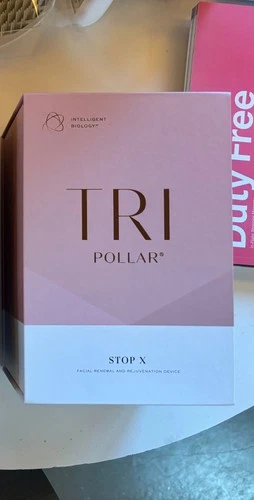 INTELLIGENT
BIOLOGY®
TRI
POLLAR®
STOP X
FACIAL RENEWAL AND REJUVENATION DEVICE
Duty Free